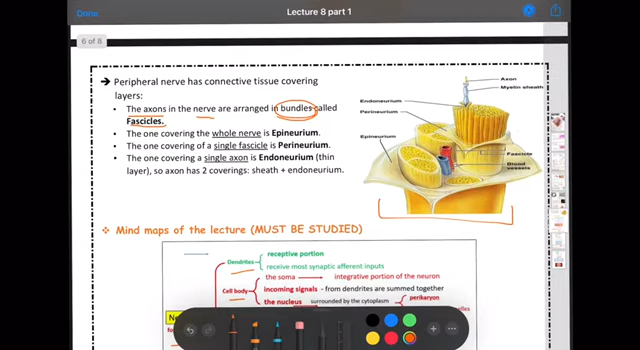 Done
Lecture 8 part 1
6 of 8
➔ Peripheral nerve has connective tissue covering
layers:
The axons in the nerve are arranged in bundles called
Fascicles.
• The one covering the whole nerve is Epineurium.
• The one covering of a single fascicle is Perineurium.
• The one covering a single axon is Endoneurium (thin
layer), so axon has 2 coverings: sheath + endoneurium.
Axon
Myelin sheath
Endoneurium
Perineurium
Epineurium
Fascicle
Blood
vessels
❖ Mind maps of the lecture (MUST BE STUDIED)
Dendrites
receptive portion
receive most synaptic afferent inputs
Cell body
the soma → integrative portion of the neuron
incoming signals - from dendrites are summed together
the nucleus surrounded by the cytoplasm
perikaryon